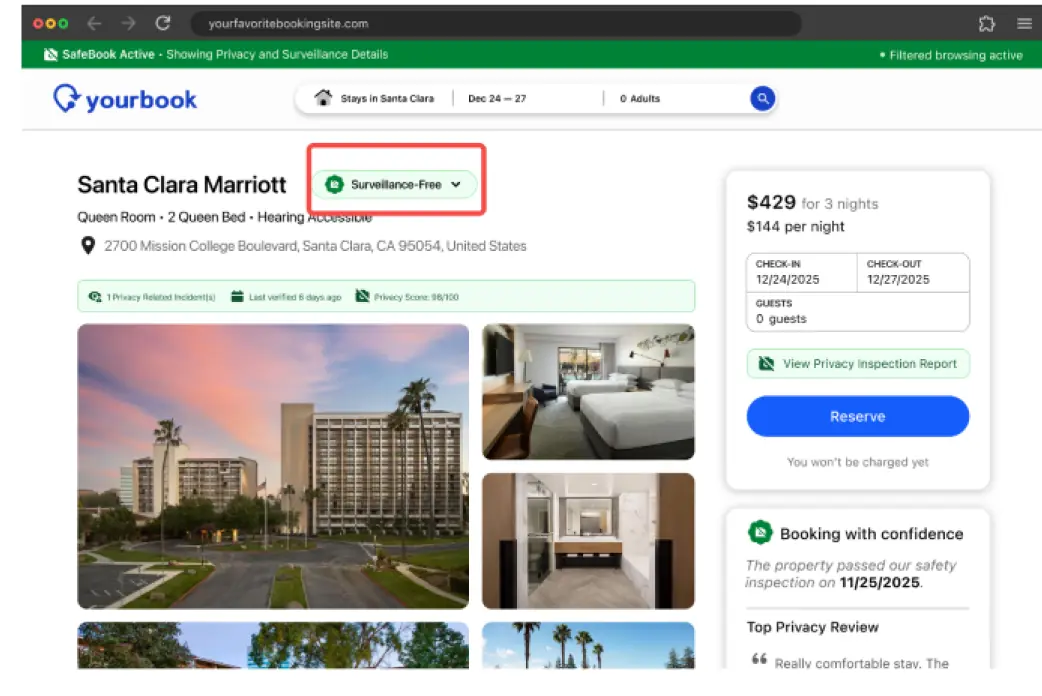 yourfavoritebookingsite.com
SafeBook Active • Showing Privacy and Surveillance Details
• Filtered browsing active
yourbook
Stays in Santa Clara
Dec 24 — 27
0 Adults
Santa Clara Marriott
Surveillance-Free
Queen Room • 2 Queen Bed • Hearing Accessible
2700 Mission College Boulevard, Santa Clara, CA 95054, United States
1 Privacy Related Incident(s)
Last verified 6 days ago
Privacy Score: 98/100
$429 for 3 nights
$144 per night
CHECK-IN
12/24/2025
CHECK-OUT
12/27/2025
GUESTS
0 guests
View Privacy Inspection Report
Reserve
You won't be charged yet
Booking with confidence
The property passed our safety
inspection on 11/25/2025.
Top Privacy Review
“ Really comfortable stay. The